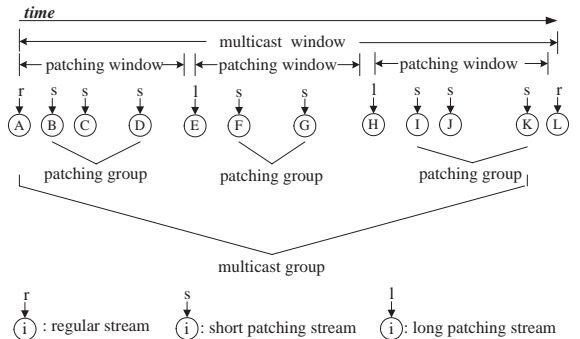 time
multicast window
patching window patching window patching window
r s s s l s s l s s s r
A B C D E F G H I J K L
patching group patching group patching group
multicast group
r s l
i : regular stream i : short patching stream i : long patching stream